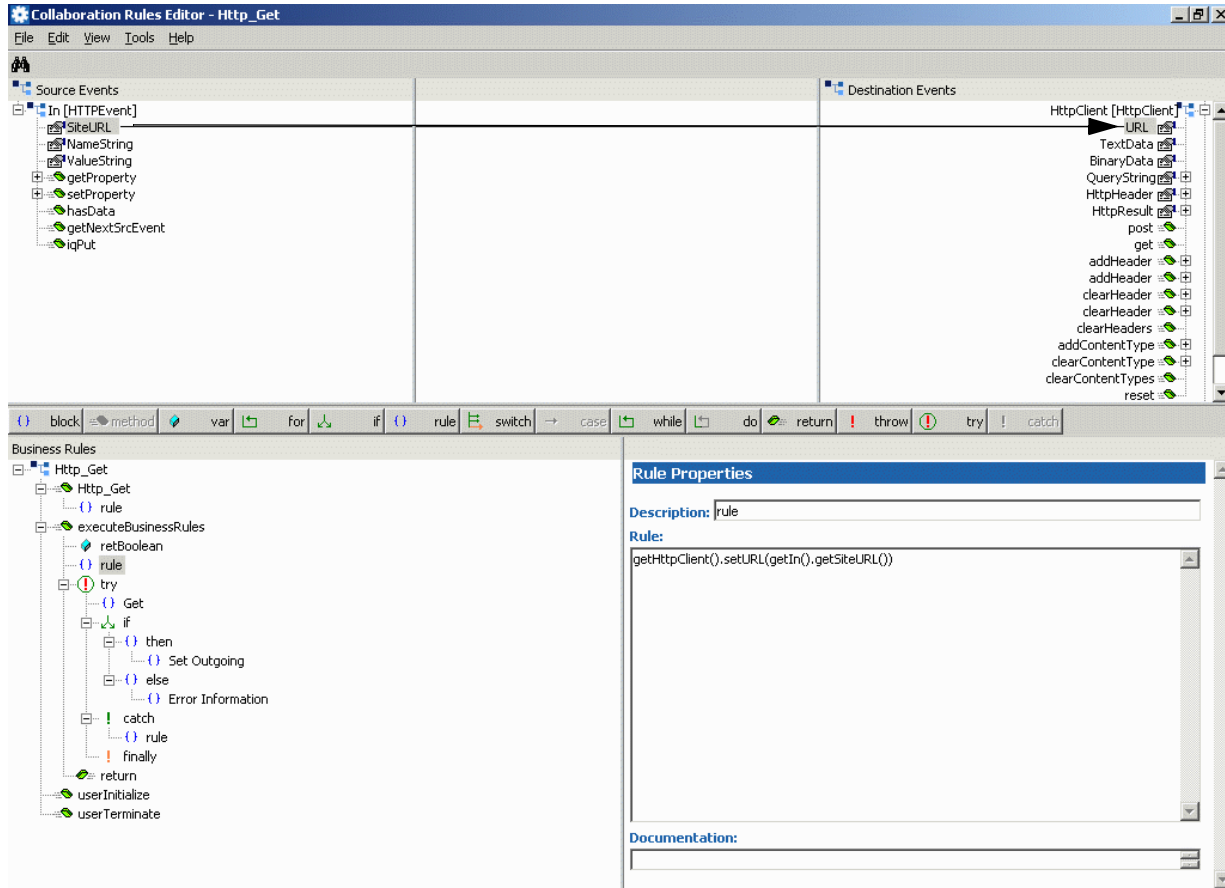 Collaboration Rules Editor - Http_Get
File Edit View Tools Help
Source Events
Destination Events
In [HTTPEvent]
SiteURL
NameString
ValueString
getProperty
setProperty
hasData
getNextSrcEvent
iqPut
HttpClient [HttpClient]
URL
TextData
BinaryData
QueryString
HttpHeader
HttpResult
post
get
addHeader
addHeader
clearHeader
clearHeader
clearHeaders
addContentType
clearContentType
clearContentTypes
reset
{} block method var for if {} rule switch case while do return ! throw try ! catch
Business Rules
Http_Get
Http_Get
{} rule
executeBusinessRules
retBoolean
{} rule
try
{} Get
if
{} then
{} Set Outgoing
{} else
{} Error Information
! catch
{} rule
! finally
return
userInitialize
userTerminate
Rule Properties
Description: rule
Rule:
getHttpClient().setURL(getIn().getSiteURL())
Documentation: